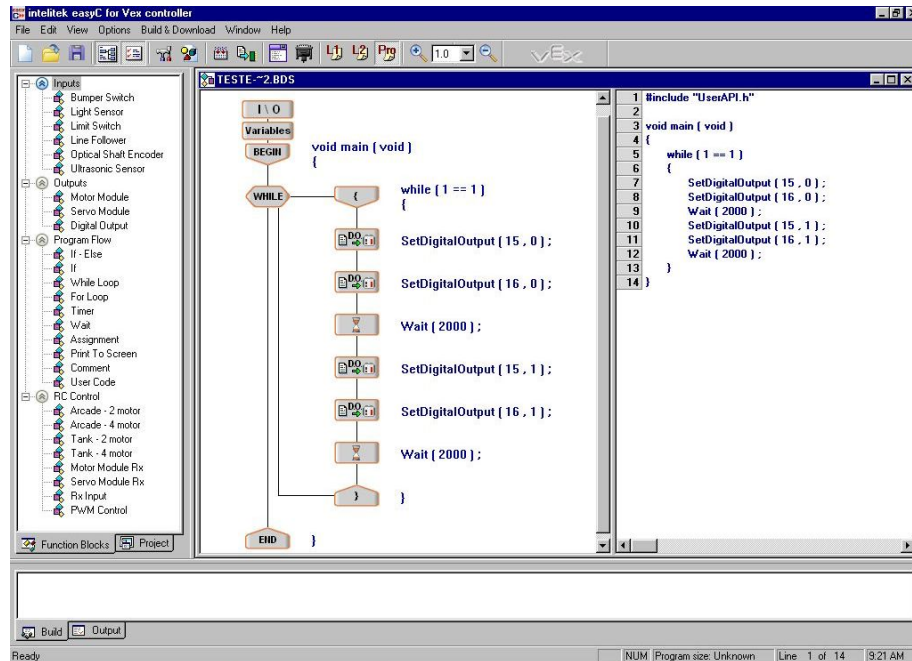 intelitek easyC for Vex controller
File Edit View Options Build & Download Window Help
L1 L2 Prg 1.0 vEx
Inputs
Bumper Switch
Light Sensor
Limit Switch
Line Follower
Optical Shaft Encoder
Ultrasonic Sensor
Outputs
Motor Module
Servo Module
Digital Output
Program Flow
If - Else
If
While Loop
For Loop
Timer
Wait
Assignment
Print To Screen
Comment
User Code
RC Control
Arcade - 2 motor
Arcade - 4 motor
Tank - 2 motor
Tank - 4 motor
Motor Module Rx
Servo Module Rx
Rx Input
PWM Control
Function Blocks Project
TESTE-~2.BDS
I \ O
Variables
BEGIN void main ( void )
{
WHILE { while ( 1 == 1 )
{
DO SetDigitalOutput ( 15 , 0 ) ;
DO SetDigitalOutput ( 16 , 0 ) ;
Wait ( 2000 ) ;
DO SetDigitalOutput ( 15 , 1 ) ;
DO SetDigitalOutput ( 16 , 1 ) ;
Wait ( 2000 ) ;
} }
END }
1 #include "UserAPI.h"
2
3 void main ( void )
4 {
5 while ( 1 == 1 )
6 {
7 SetDigitalOutput ( 15 , 0 ) ;
8 SetDigitalOutput ( 16 , 0 ) ;
9 Wait ( 2000 ) ;
10 SetDigitalOutput ( 15 , 1 ) ;
11 SetDigitalOutput ( 16 , 1 ) ;
12 Wait ( 2000 ) ;
13 }
14 }
Build Output
Ready NUM Program size: Unknown Line 1 of 14 9:21 AM